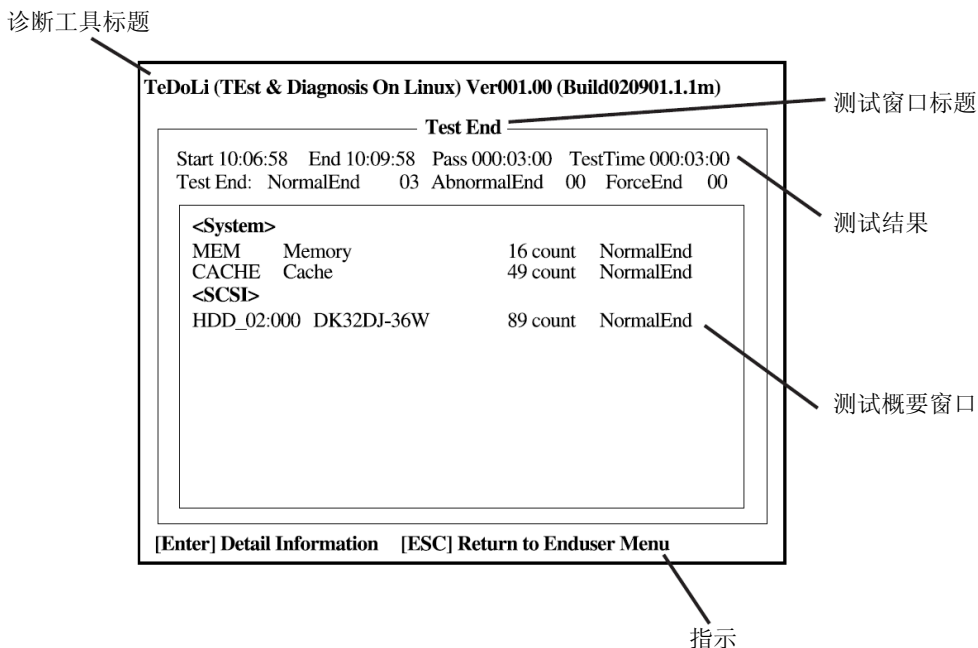 诊断工具标题
TeDoLi (TEst & Diagnosis On Linux) Ver001.00 (Build020901.1.1m)
测试窗口标题
Test End
Start 10:06:58 End 10:09:58 Pass 000:03:00 TestTime 000:03:00
Test End: NormalEnd 03 AbnormalEnd 00 ForceEnd 00
测试结果
<System>
MEM Memory 16 count NormalEnd
CACHE Cache 49 count NormalEnd
<SCSI>
HDD_02:000 DK32DJ-36W 89 count NormalEnd
测试概要窗口
[Enter] Detail Information [ESC] Return to Enduser Menu
指示